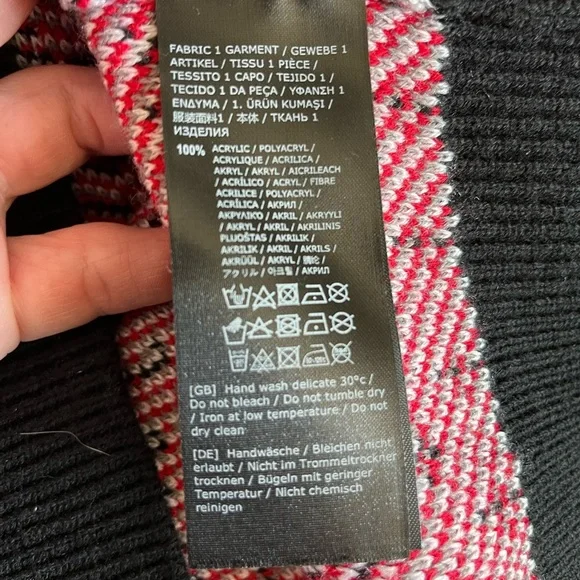 FABRIC 1 GARMENT / GEWEBE 1
ARTIKEL / TISSU 1 PIÈCE /
TESSITO 1 CAPO / TEJIDO 1 /
TECIDO 1 DA PEÇA / ΥΦΑΝΣΗ 1
ΕΝΔΥΜΑ / 1. ÜRÜN KUMAŞI /
服装面料1 / 本体 / ТКАНЬ 1
ИЗДЕЛИЯ
100% ACRYLIC / POLYACRYL /
ACRYLIQUE / ACRILICA /
AKRYL / AKRYL / AICRILEACH
/ ACRÍLICO / ACRYL / FIBRE
ACRILICE / POLYACRYL /
ACRÍLICA / АКРИЛ /
ΑΚΡΥΛΙΚΟ / AKRIL / AKRYYLI
/ AKRYL / AKRIL / AKRILINIS
PLUOŠTAS / AKRILIK /
AKRILIK / AKRIL / AKRILS /
AKRÜÜL / AKRYL / 腈纶 /
アクリル / 아크릴 / АКРИЛ
[GB] Hand wash delicate 30°c /
Do not bleach / Do not tumble dry
/ Iron at low temperature / Do not
dry clean
[DE] Handwäsche / Bleichen nicht
erlaubt / Nicht im Trommeltrockner
trocknen / Bügeln mit geringer
Temperatur / Nicht chemisch
reinigen